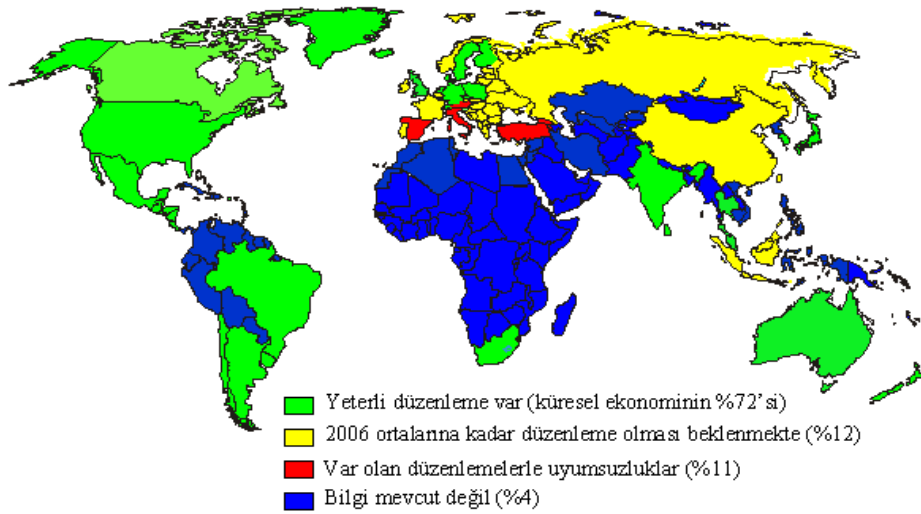 Yeterli düzenleme var (küresel ekonominin %72’si)
2006 ortalarına kadar düzenleme olması beklenmekte (%12)
Var olan düzenlemelerle uyumsuzluklar (%11)
Bilgi mevcut değil (%4)